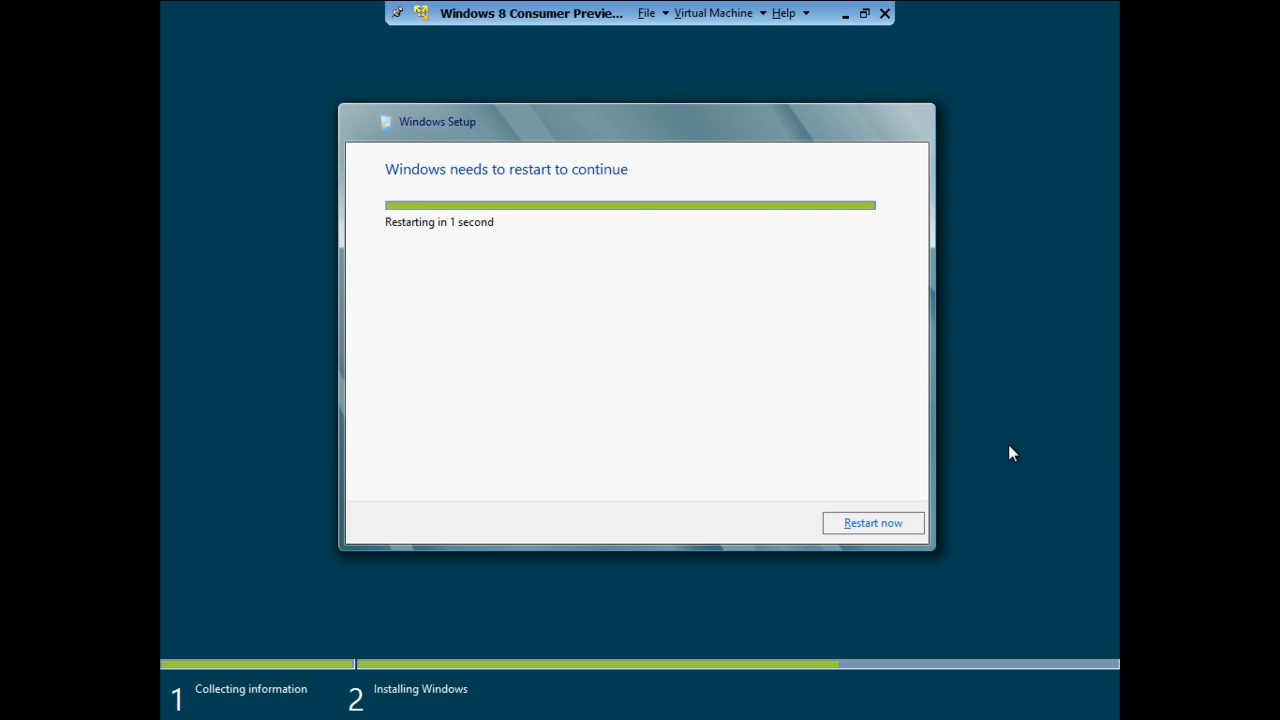 Windows 8 Consumer Previe... File Virtual Machine Help
Windows Setup
Windows needs to restart to continue
Restarting in 1 second
Restart now
1 Collecting information 2 Installing Windows